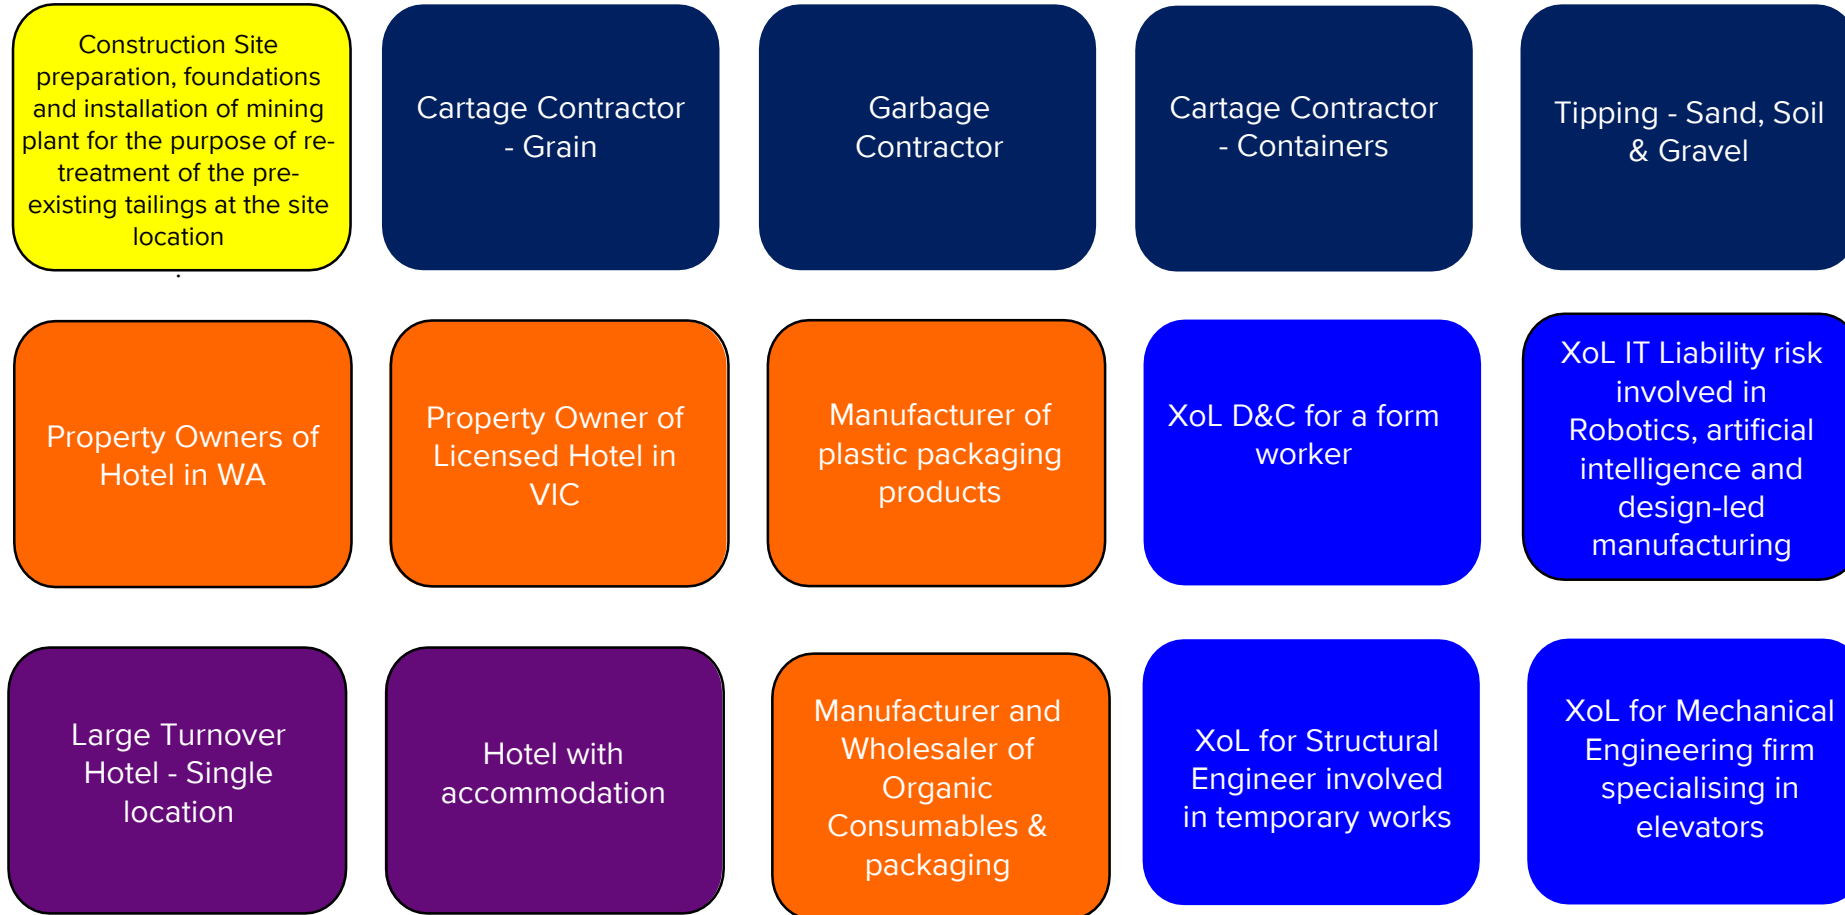 Construction Site
preparation, foundations
and installation of mining
plant for the purpose of re-
treatment of the pre-
existing tailings at the site
location
.
Cartage Contractor
- Grain
Garbage
Contractor
Cartage Contractor
- Containers
Tipping - Sand, Soil
& Gravel
Property Owners of
Hotel in WA
Property Owner of
Licensed Hotel in
VIC
Manufacturer of
plastic packaging
products
XoL D&C for a form
worker
XoL IT Liability risk
involved in
Robotics, artificial
intelligence and
design-led
manufacturing
Large Turnover
Hotel - Single
location
Hotel with
accommodation
Manufacturer and
Wholesaler of
Organic
Consumables &
packaging
XoL for Structural
Engineer involved
in temporary works
XoL for Mechanical
Engineering firm
specialising in
elevators